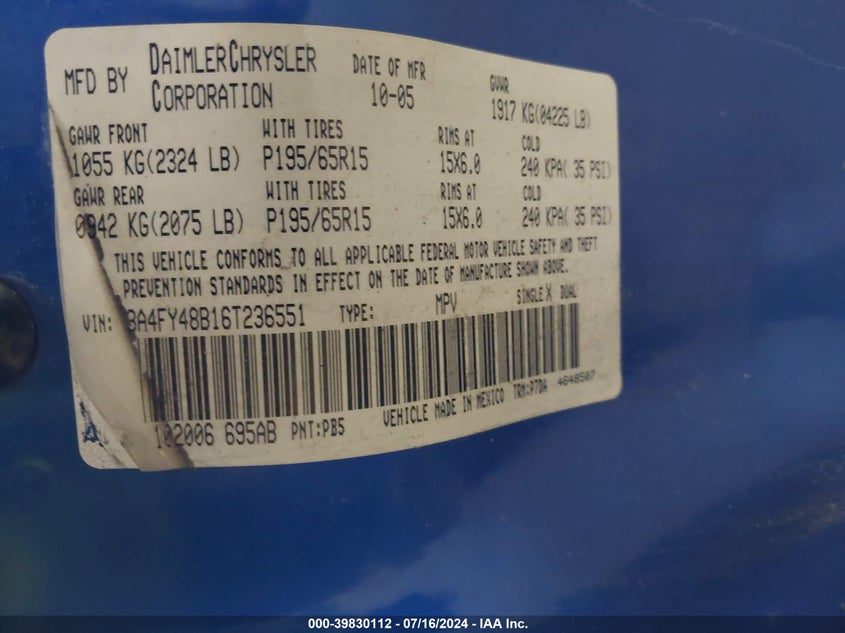 MFD BY DAIMLERCHRYSLER CORPORATION
DATE OF MFR 10-05
GVWR 1917 KG(04225 LB)
GAWR FRONT WITH TIRES RIMS AT COLD
1055 KG(2324 LB) P195/65R15 15X6.0 240 KPA( 35 PSI)
GAWR REAR WITH TIRES RIMS AT COLD
0942 KG(2075 LB) P195/65R15 15X6.0 240 KPA( 35 PSI)
THIS VEHICLE CONFORMS TO ALL APPLICABLE FEDERAL MOTOR VEHICLE SAFETY AND THEFT
PREVENTION STANDARDS IN EFFECT ON THE DATE OF MANUFACTURE SHOWN ABOVE.
VIN: 3A4FY48B16T236551 TYPE: MPV SINGLE X DUAL
102006 695AB PNT:PB5 VEHICLE MADE IN MEXICO TRM:P7DA 4648507
000-39830112 - 07/16/2024 - IAA Inc.